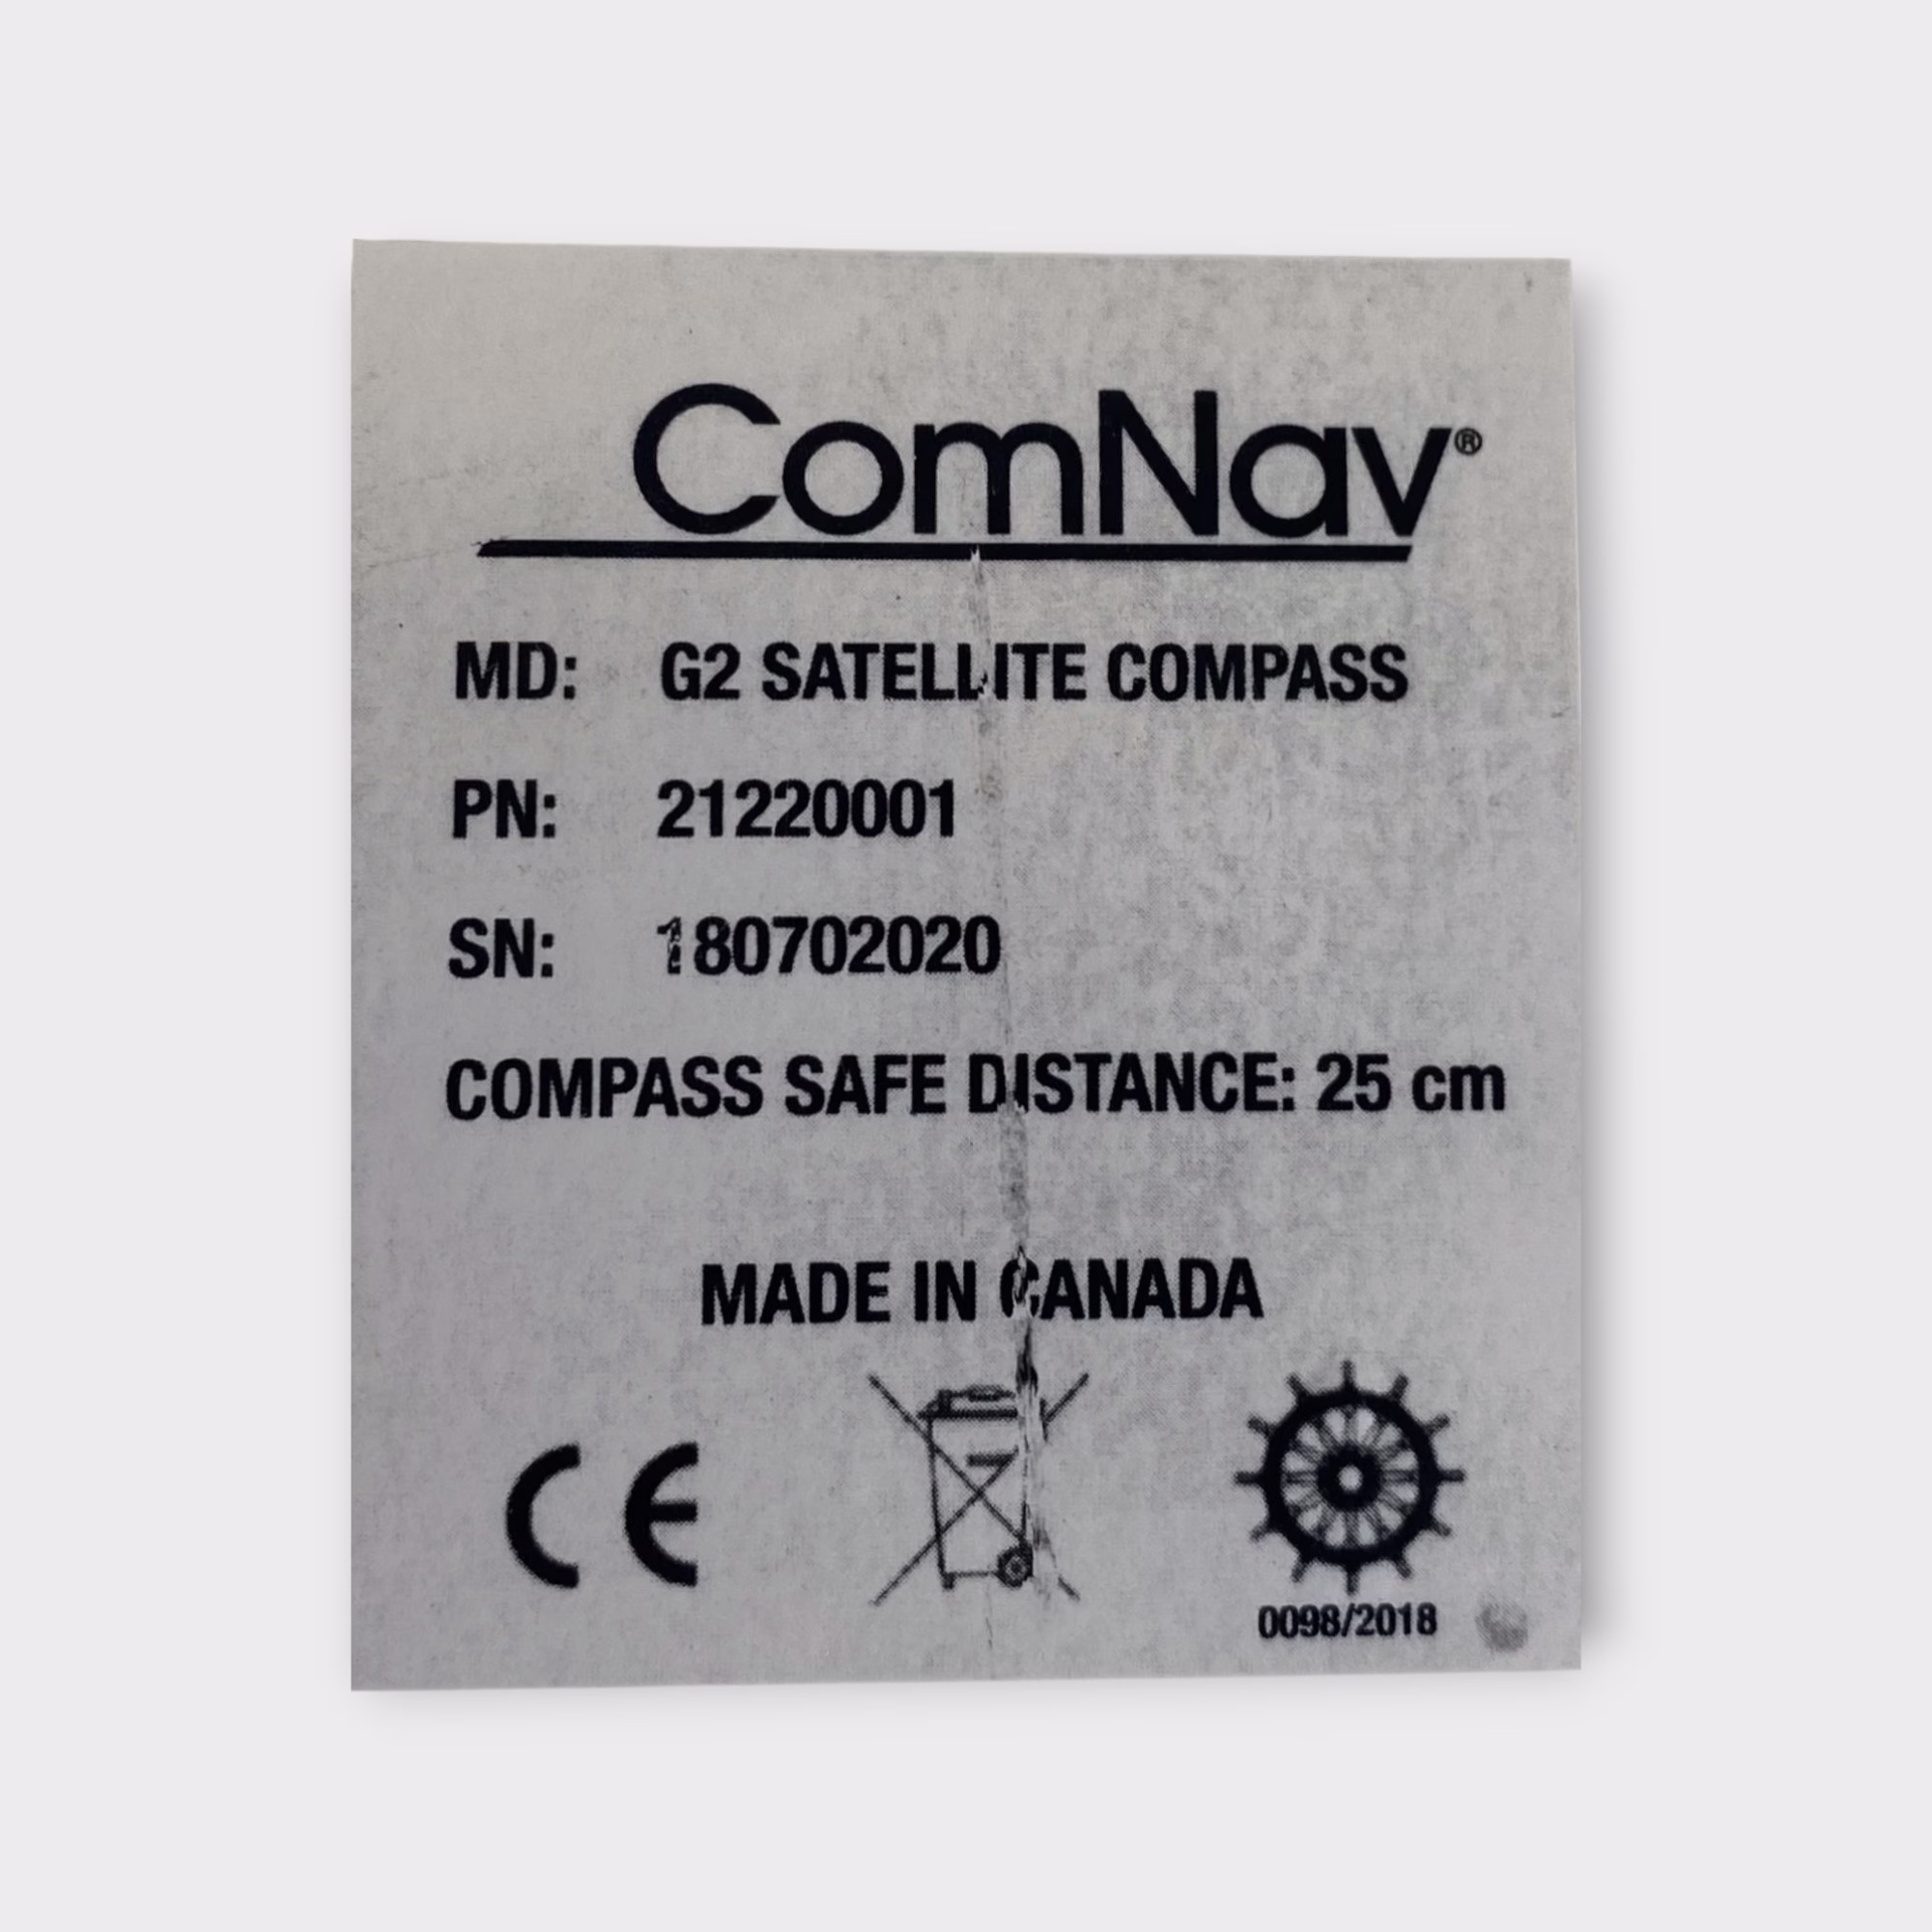 ComNav®
MD: G2 SATELLITE COMPASS
PN: 21220001
SN: 180702020
COMPASS SAFE DISTANCE: 25 cm
MADE IN CANADA
CE
0098/2018